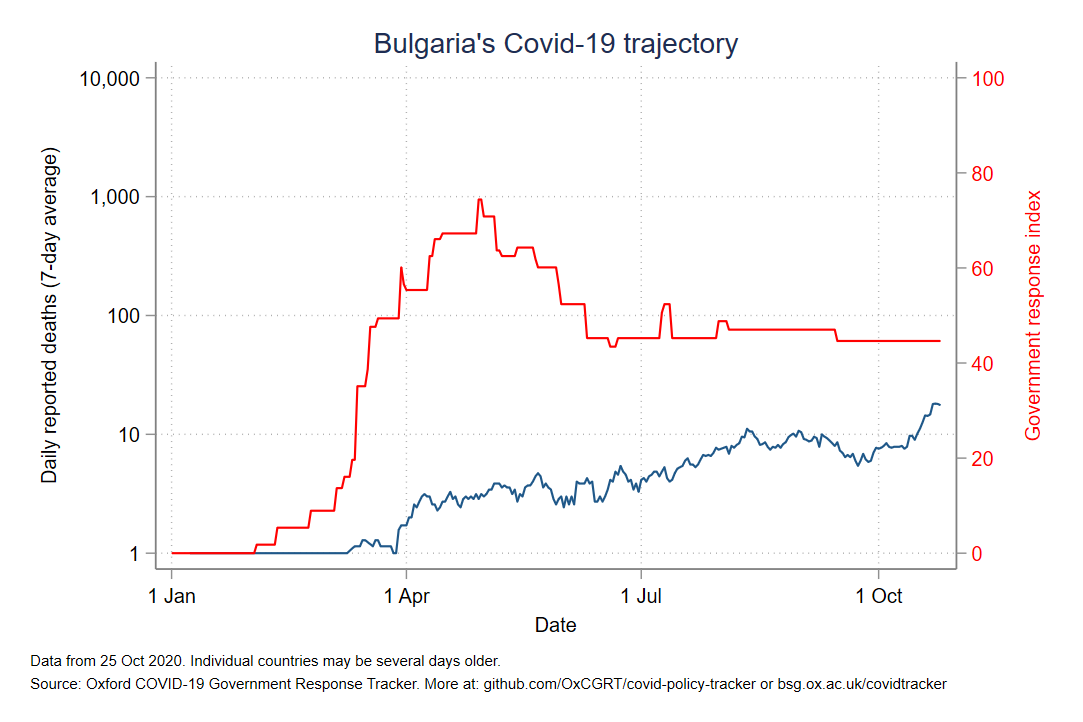 Bulgaria's Covid-19 trajectory
10,000
1,000
100
10
1
Daily reported deaths (7-day average)
100
80
60
40
20
0
Government response index
1 Jan
1 Apr
1 Jul
1 Oct
Date
Data from 25 Oct 2020. Individual countries may be several days older.
Source: Oxford COVID-19 Government Response Tracker. More at: github.com/OxCGRT/covid-policy-tracker or bsg.ox.ac.uk/covidtracker